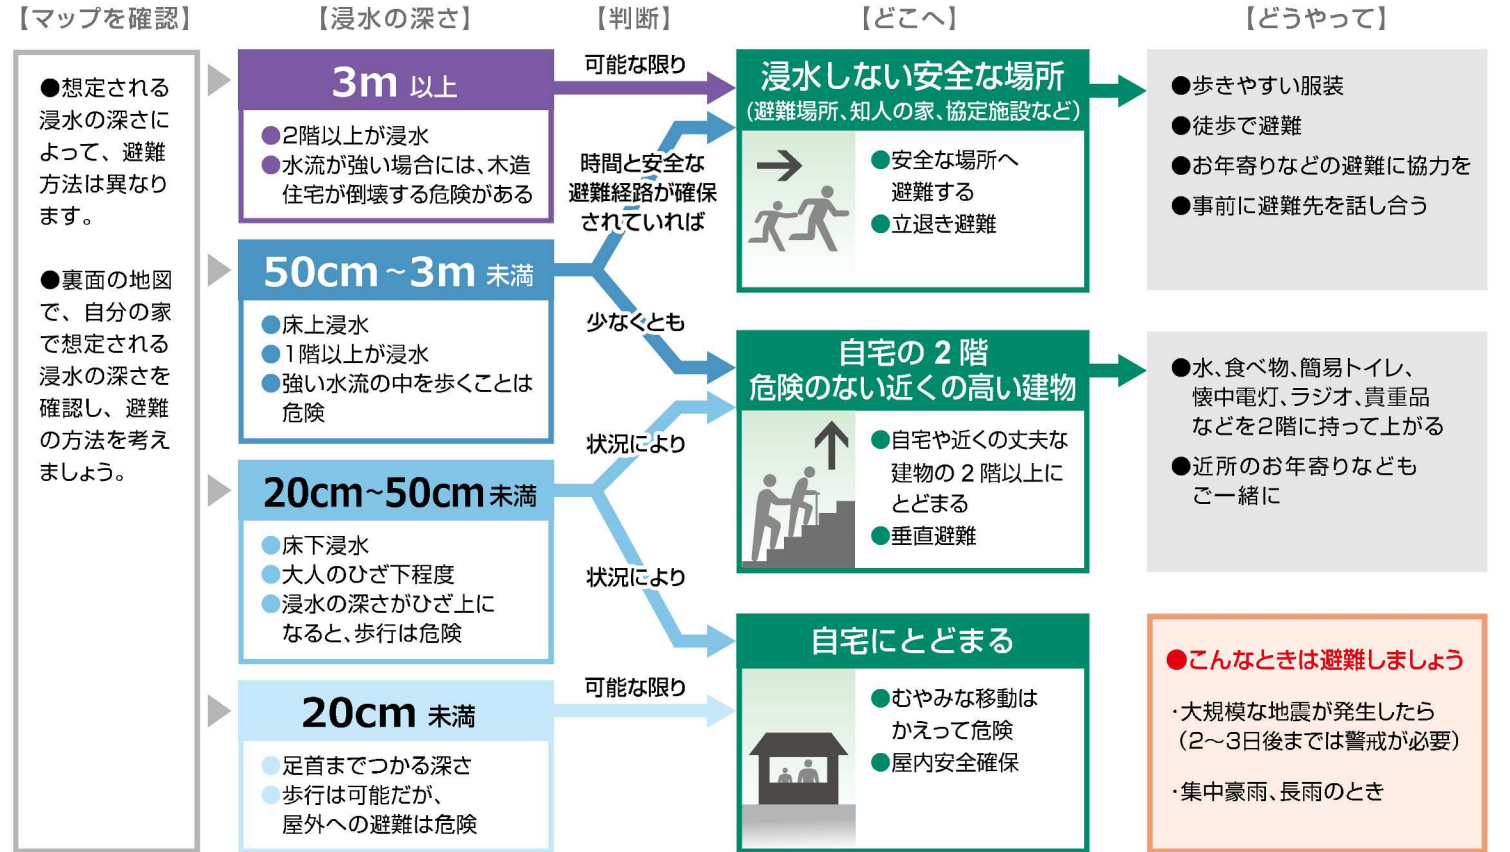 【マップを確認】
【浸水の深さ】
【判断】
【どこへ】
【どうやって】
●想定される
浸水の深さに
よって、避難
方法は異なり
ます。
●裏面の地図
で、自分の家
で想定される
浸水の深さを
確認し、避難
の方法を考え
ましょう。
3m 以上
●2階以上が浸水
●水流が強い場合には、木造
住宅が倒壊する危険がある
50cm~3m 未満
●床上浸水
●1階以上が浸水
●強い水流の中を歩くことは
危険
20cm~50cm 未満
●床下浸水
●大人のひざ下程度
●浸水の深さがひざ上に
なると、歩行は危険
20cm 未満
●足首までつかる深さ
●歩行は可能だが、
屋外への避難は危険
可能な限り
時間と安全な
避難経路が確保
されていれば
少なくとも
状況により
状況により
可能な限り
浸水しない安全な場所
(避難場所、知人の家、協定施設など)
●安全な場所へ
避難する
●立退き避難
自宅の2階
危険のない近くの高い建物
●自宅や近くの丈夫な
建物の2階以上に
とどまる
●垂直避難
自宅にとどまる
●むやみな移動は
かえって危険
●屋内安全確保
●歩きやすい服装
●徒歩で避難
●お年寄りなどの避難に協力を
●事前に避難先を話し合う
●水、食べ物、簡易トイレ、
懐中電灯、ラジオ、貴重品
などを2階に持って上がる
●近所のお年寄りなども
ご一緒に
●こんなときは避難しましょう
・大規模な地震が発生したら
(2〜3日後までは警戒が必要)
・集中豪雨、長雨のとき